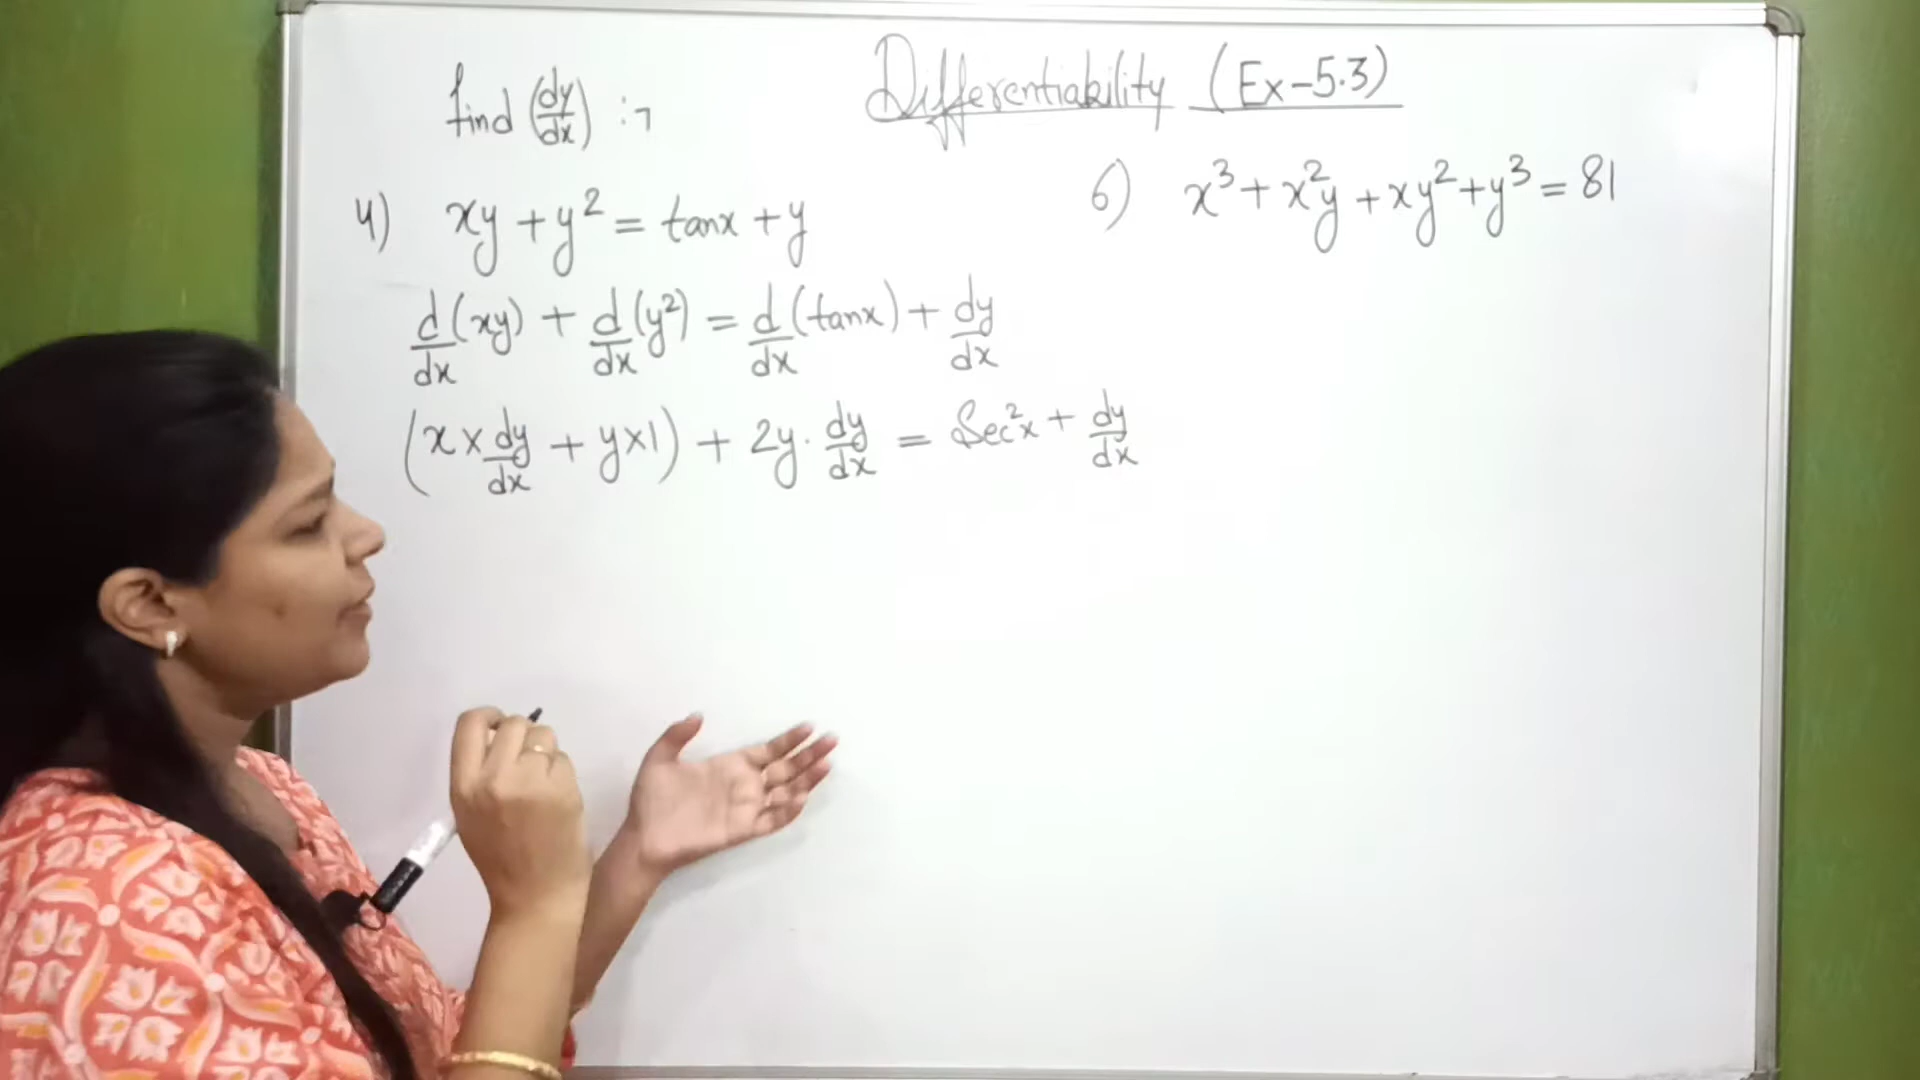 find (dy/dx) :-
Differentiability (Ex-5.3)
4) xy + y² = tanx + y
d/dx (xy) + d/dx (y²) = d/dx (tanx) + dy/dx
(x × dy/dx + y×1) + 2y · dy/dx = Sec²x + dy/dx
6) x³ + x²y + xy² + y³ = 81